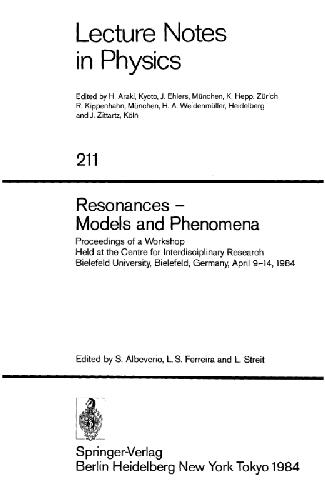 Lecture Notes
in Physics
Edited by H. Araki, Kyoto, J. Ehlers, München, K. Hepp, Zürich
R. Kippenhahn, München, H. A. Weidenmüller, Heidelberg
and J. Zittartz, Köln
211
Resonances –
Models and Phenomena
Proceedings of a Workshop
Held at the Centre for Interdisciplinary Research
Bielefeld University, Bielefeld, Germany, April 9–14, 1984
Edited by S. Albeverio, L. S. Ferreira and L. Streit
Springer-Verlag
Berlin Heidelberg New York Tokyo 1984